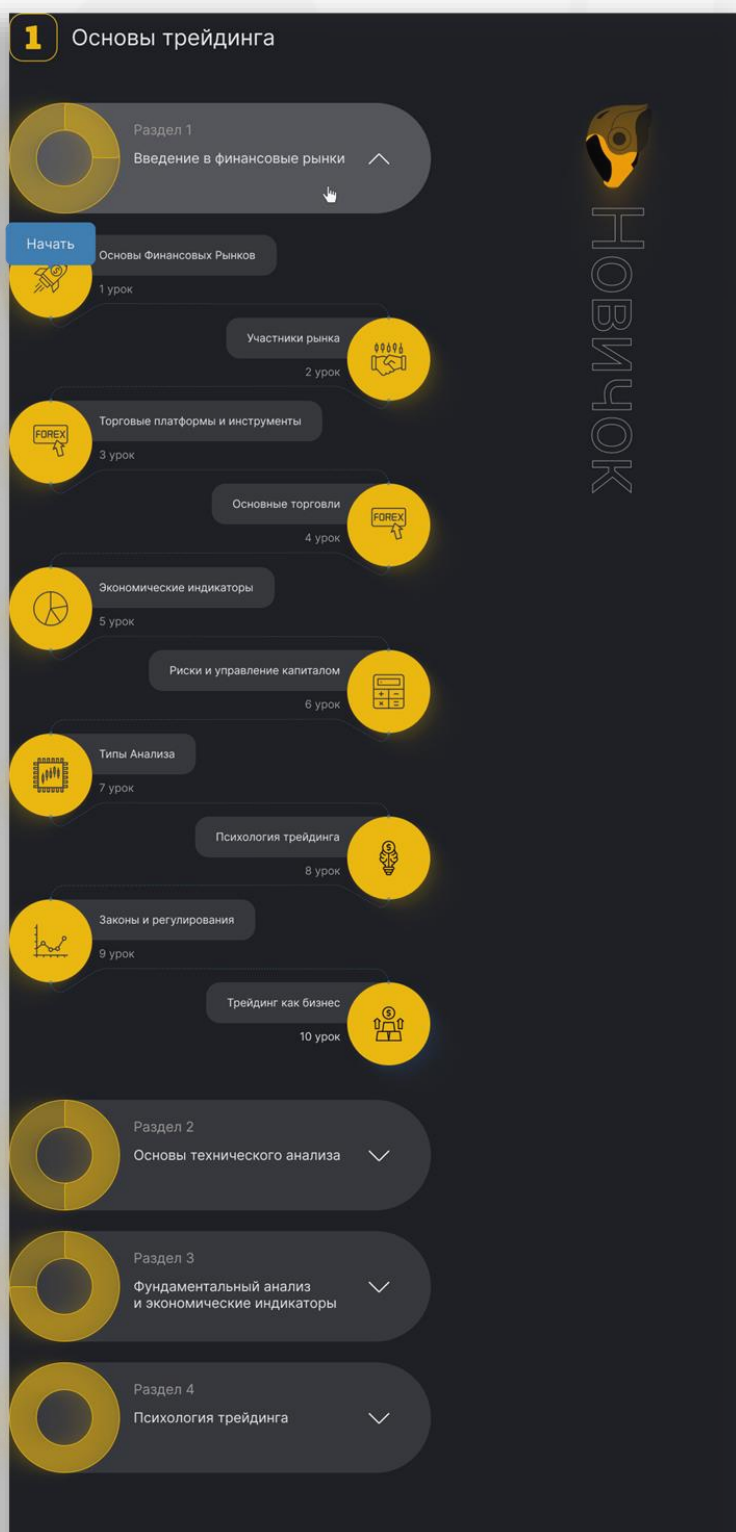 1 Основы трейдинга
Раздел 1
Введение в финансовые рынки
Начать
Основы Финансовых Рынков
1 урок
Участники рынка
2 урок
FOREX
Торговые платформы и инструменты
3 урок
Основные торговли
4 урок
FOREX
Экономические индикаторы
5 урок
Риски и управление капиталом
6 урок
Типы Анализа
7 урок
Психология трейдинга
8 урок
Законы и регулирования
9 урок
Трейдинг как бизнес
10 урок
Раздел 2
Основы технического анализа
Раздел 3
Фундаментальный анализ
и экономические индикаторы
Раздел 4
Психология трейдинга
Новичок